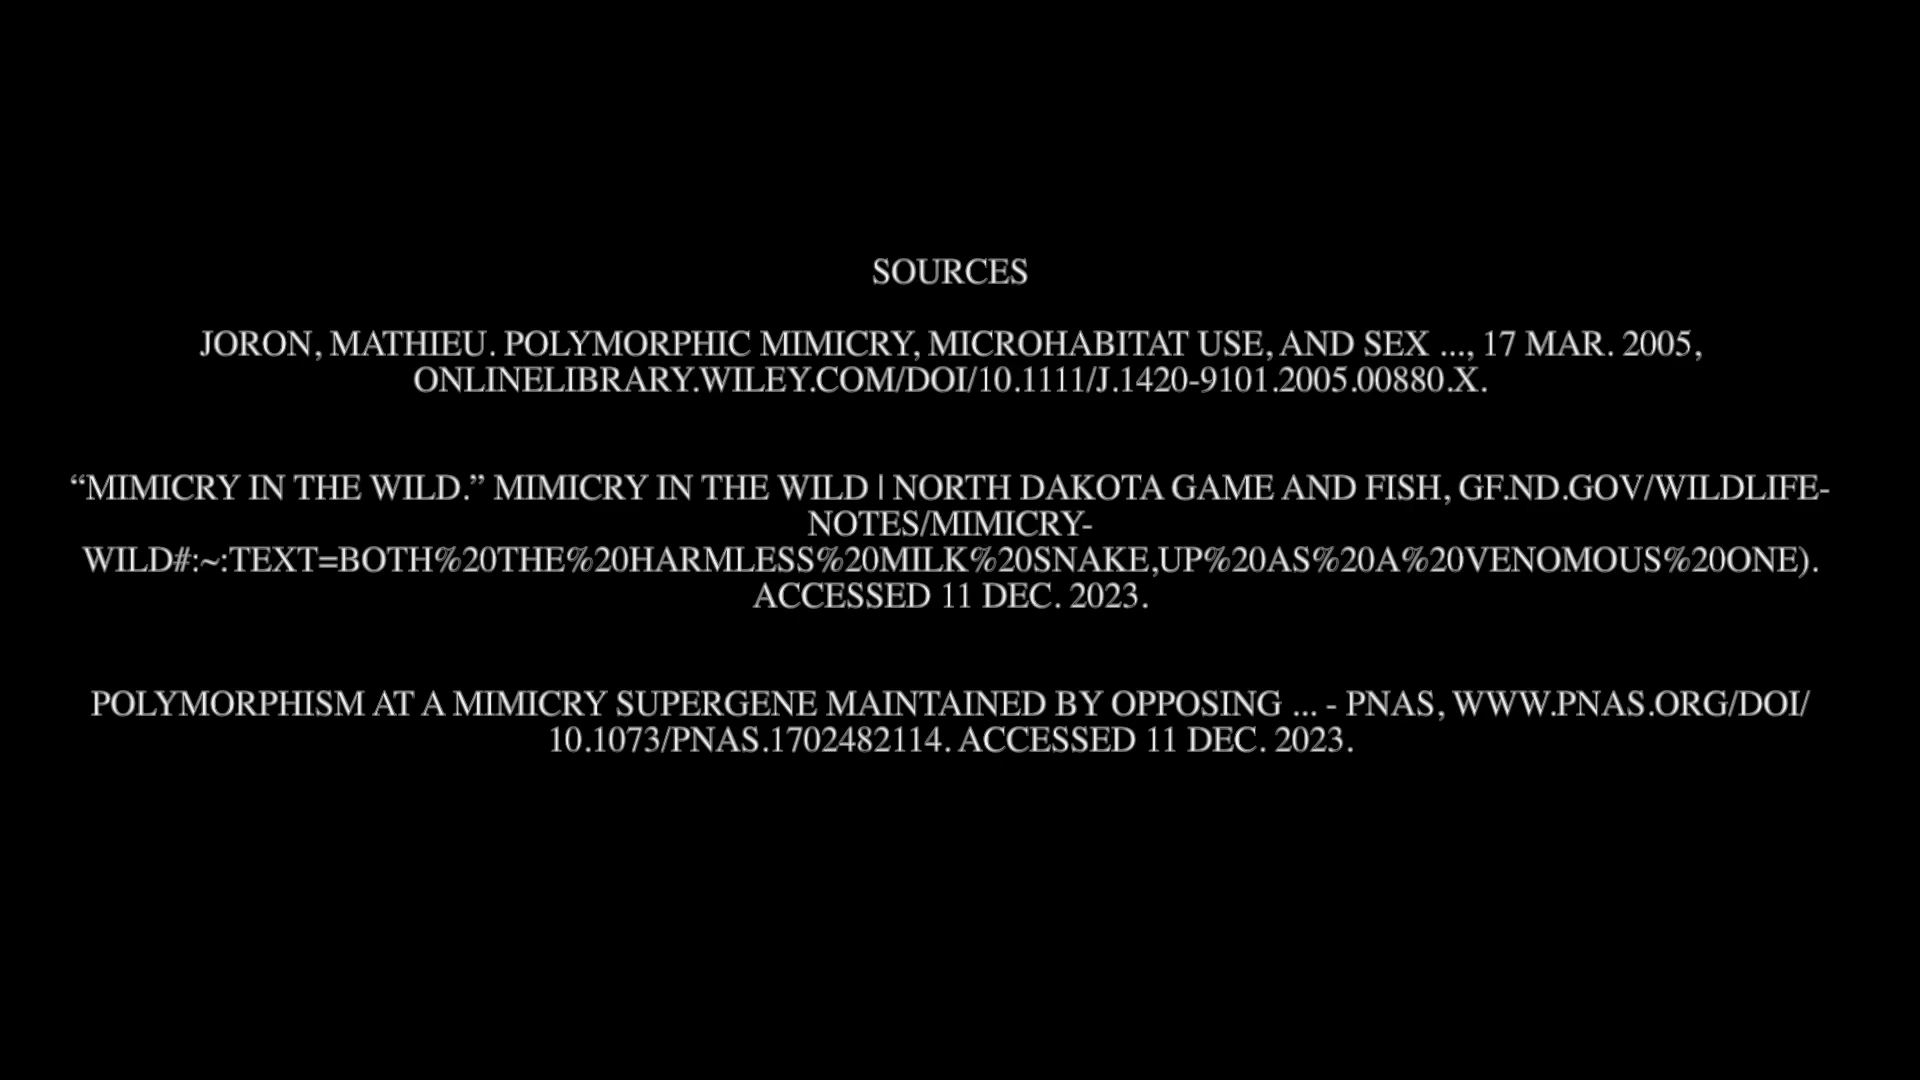 SOURCES
JORON, MATHIEU. POLYMORPHIC MIMICRY, MICROHABITAT USE, AND SEX ..., 17 MAR. 2005,
ONLINELIBRARY.WILEY.COM/DOI/10.1111/J.1420-9101.2005.00880.X.
“MIMICRY IN THE WILD.” MIMICRY IN THE WILD | NORTH DAKOTA GAME AND FISH, GF.ND.GOV/WILDLIFE-
NOTES/MIMICRY-
WILD#:~:TEXT=BOTH%20THE%20HARMLESS%20MILK%20SNAKE,UP%20AS%20A%20VENOMOUS%20ONE).
ACCESSED 11 DEC. 2023.
POLYMORPHISM AT A MIMICRY SUPERGENE MAINTAINED BY OPPOSING ... - PNAS, WWW.PNAS.ORG/DOI/
10.1073/PNAS.1702482114. ACCESSED 11 DEC. 2023.